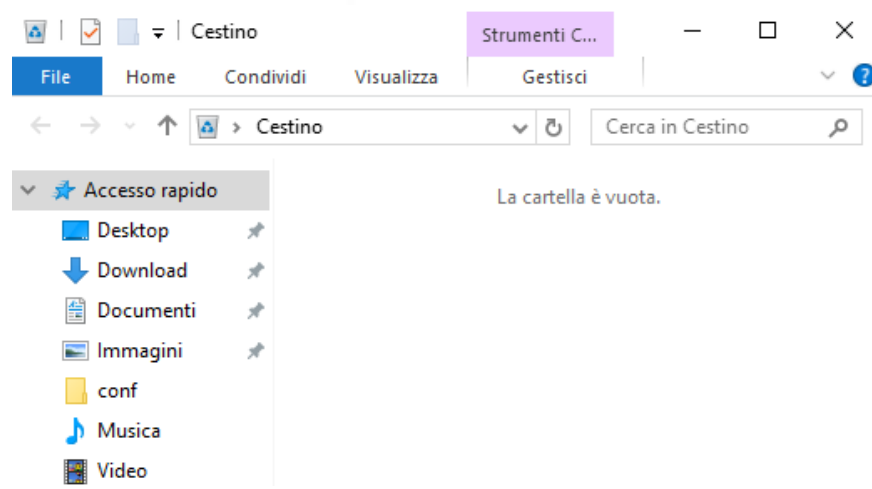 Cestino
Strumenti C...
File Home Condividi Visualizza Gestisci ?
Cestino
Cerca in Cestino
Accesso rapido
La cartella è vuota.
Desktop
Download
Documenti
Immagini
conf
Musica
Video